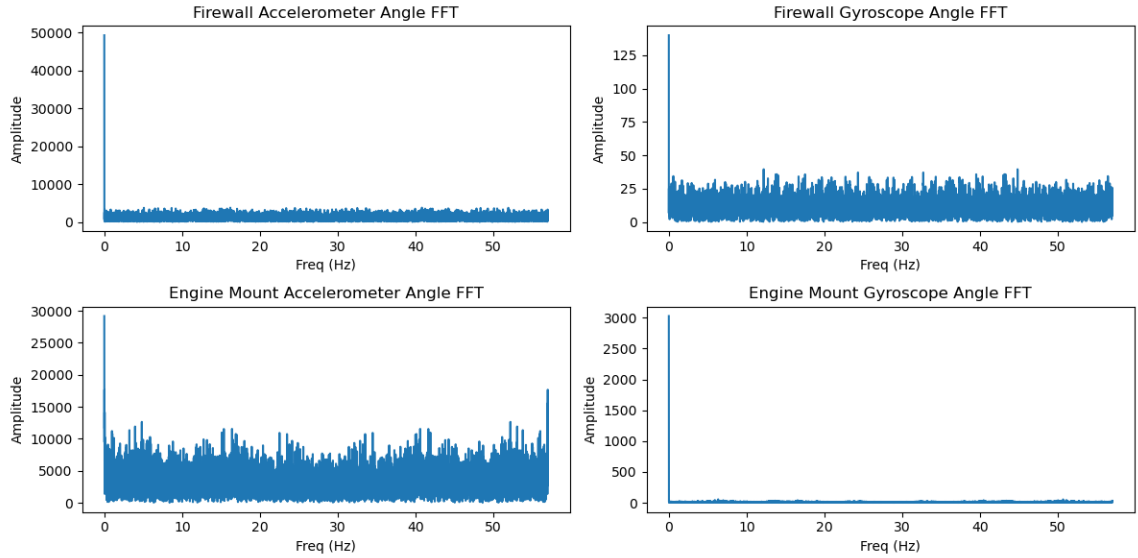 Firewall Accelerometer Angle FFT
50000
40000
30000
20000
10000
0
Amplitude
0 10 20 30 40 50
Freq (Hz)
Firewall Gyroscope Angle FFT
125
100
75
50
25
0
Amplitude
0 10 20 30 40 50
Freq (Hz)
Engine Mount Accelerometer Angle FFT
30000
25000
20000
15000
10000
5000
0
Amplitude
0 10 20 30 40 50
Freq (Hz)
Engine Mount Gyroscope Angle FFT
3000
2500
2000
1500
1000
500
0
Amplitude
0 10 20 30 40 50
Freq (Hz)